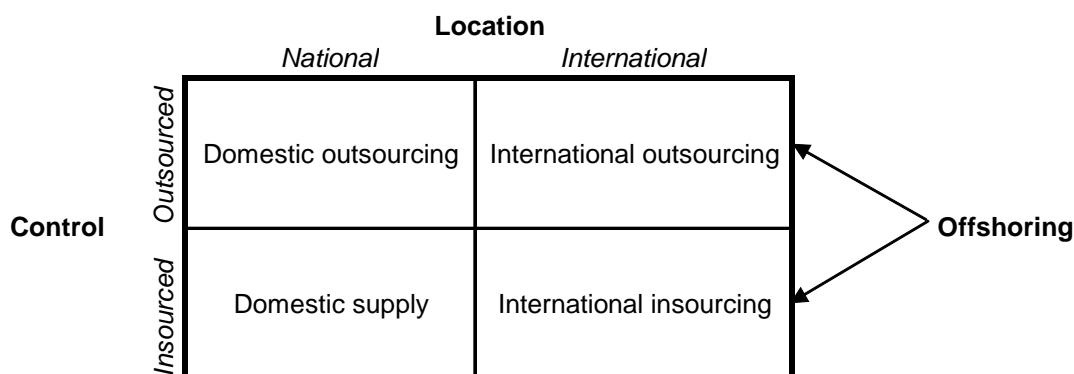 Location
National International
Outsourced
Domestic outsourcing International outsourcing
Control
Offshoring
Insourced
Domestic supply International insourcing